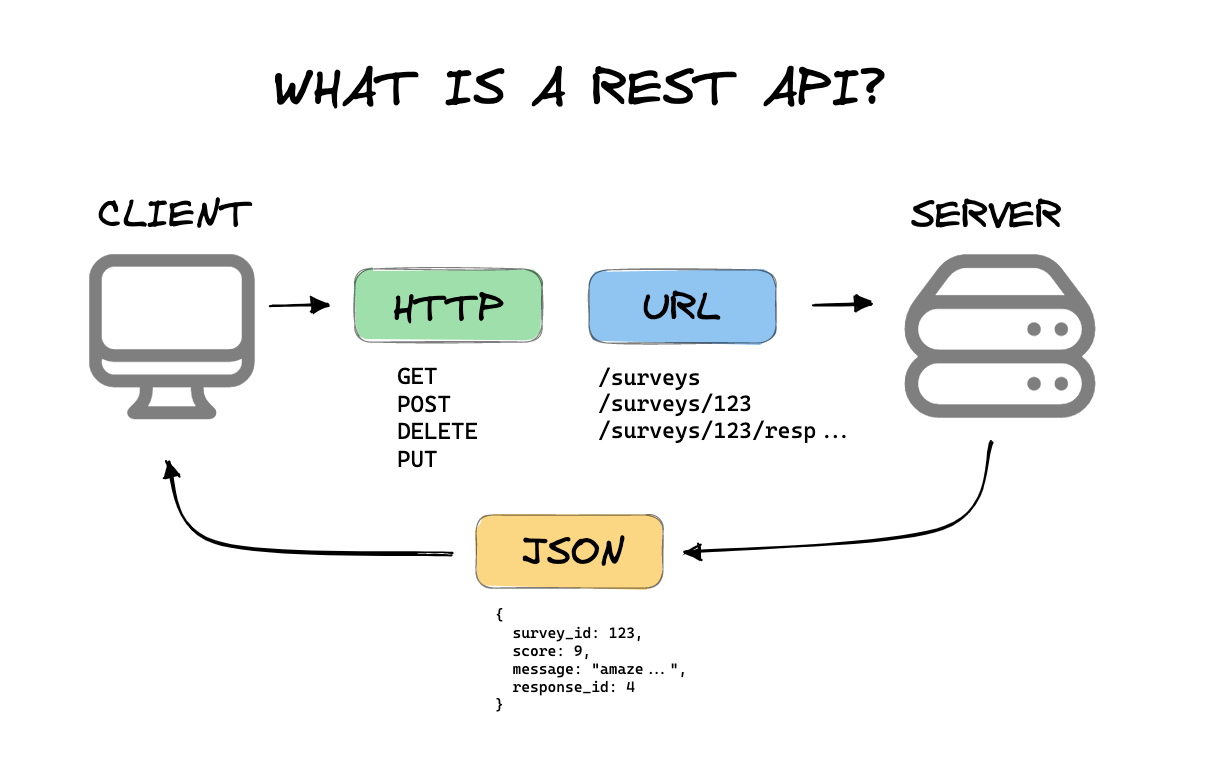 WHAT IS A REST API?
CLIENT
SERVER
HTTP
URL
GET
POST
DELETE
PUT
/surveys
/surveys/123
/surveys/123/resp...
JSON
{
survey_id: 123,
score: 9,
message: "amaze...",
response_id: 4
}